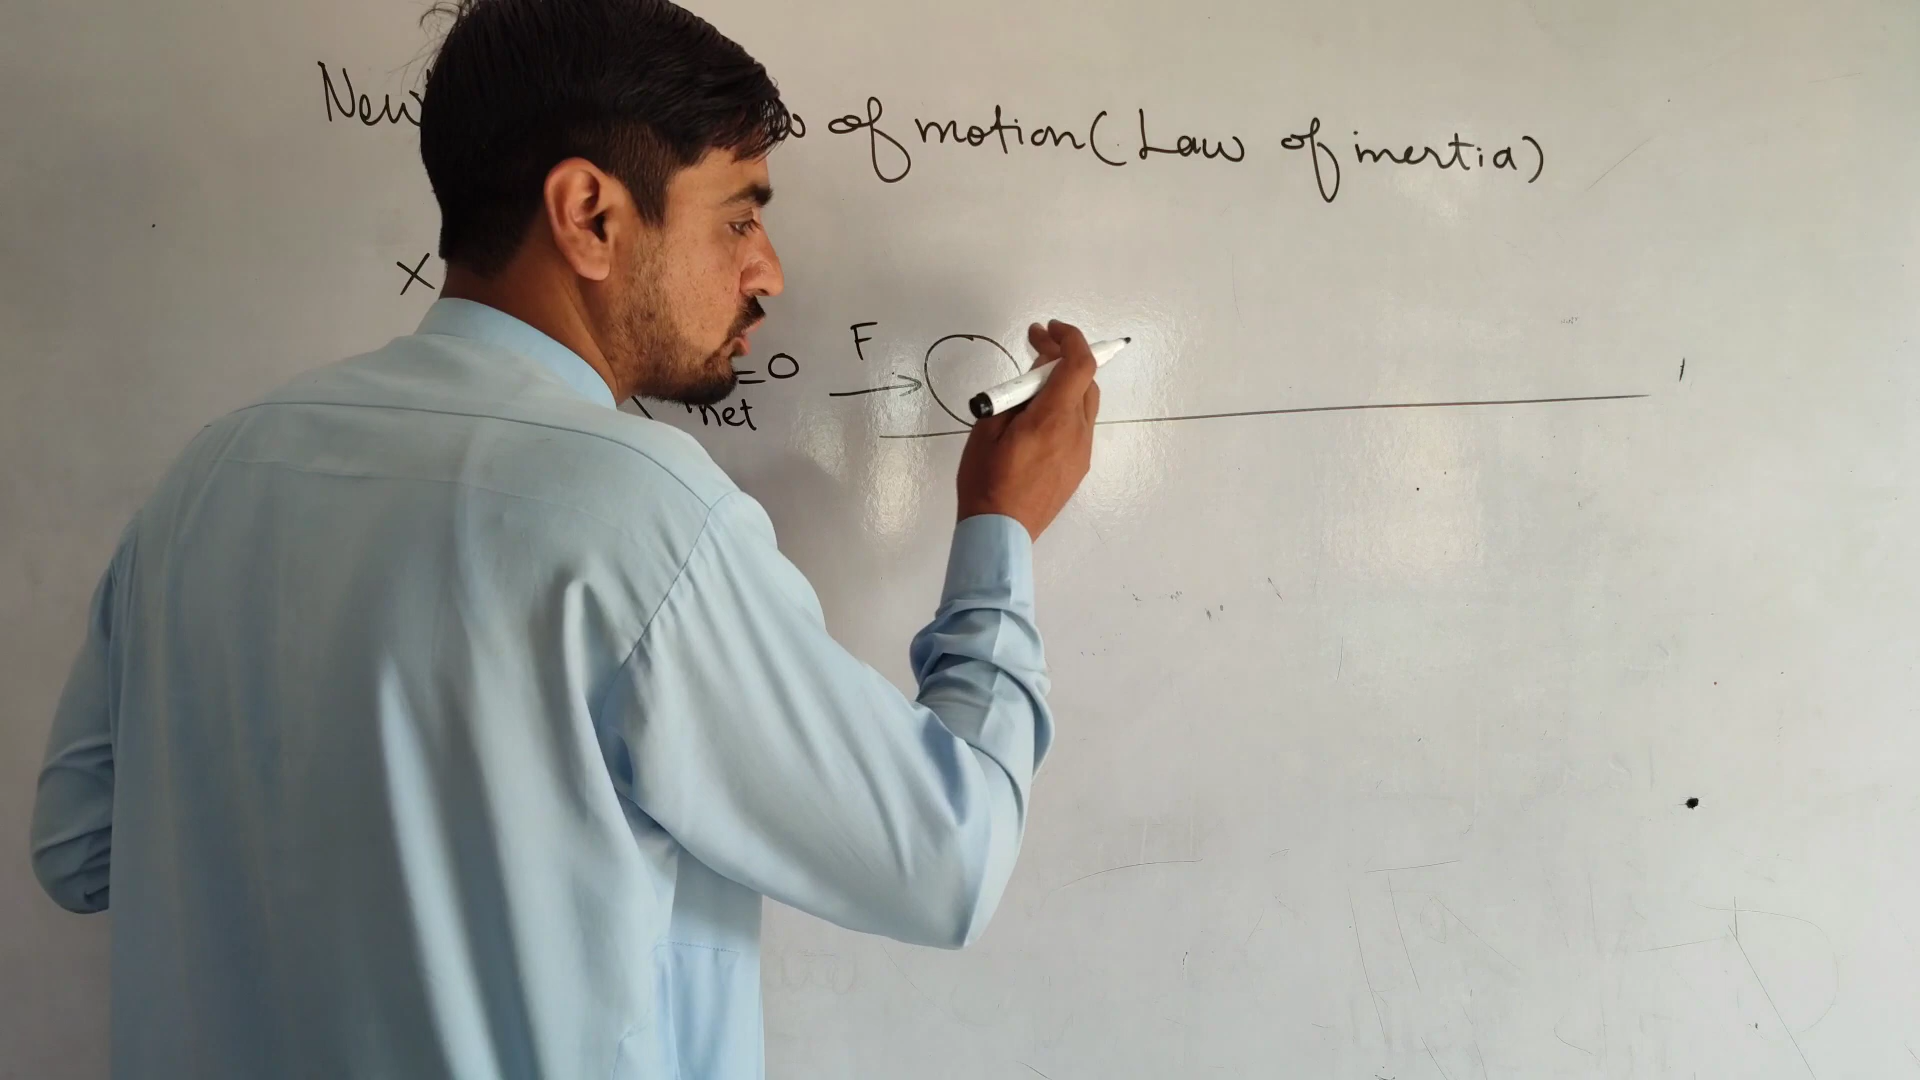 New
of motion (Law of inertia)
X
F
=0
net